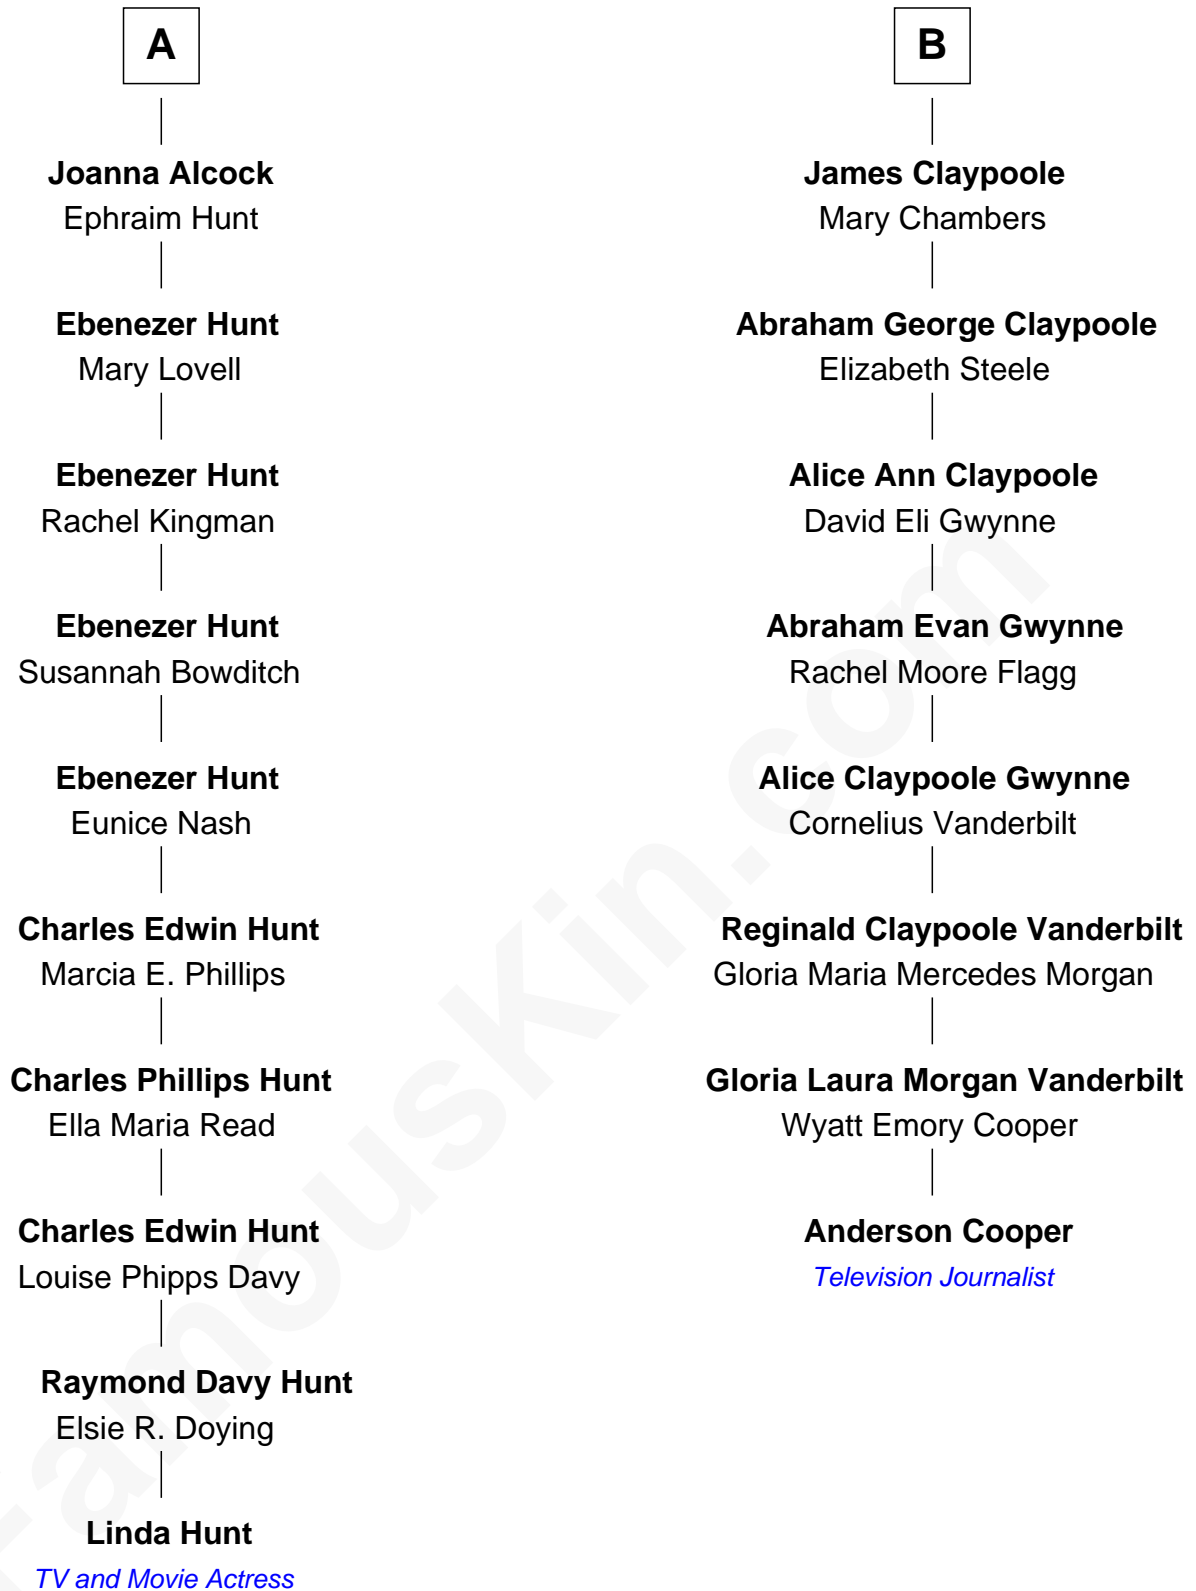 A
Joanna Alcock
Ephraim Hunt
Ebenezer Hunt
Mary Lovell
Ebenezer Hunt
Rachel Kingman
Ebenezer Hunt
Susannah Bowditch
Ebenezer Hunt
Eunice Nash
Charles Edwin Hunt
Marcia E. Phillips
Charles Phillips Hunt
Ella Maria Read
Charles Edwin Hunt
Louise Phipps Davy
Raymond Davy Hunt
Elsie R. Doying
Linda Hunt
TV and Movie Actress
B
James Claypoole
Mary Chambers
Abraham George Claypoole
Elizabeth Steele
Alice Ann Claypoole
David Eli Gwynne
Abraham Evan Gwynne
Rachel Moore Flagg
Alice Claypoole Gwynne
Cornelius Vanderbilt
Reginald Claypoole Vanderbilt
Gloria Maria Mercedes Morgan
Gloria Laura Morgan Vanderbilt
Wyatt Emory Cooper
Anderson Cooper
Television Journalist
FamousKin.com